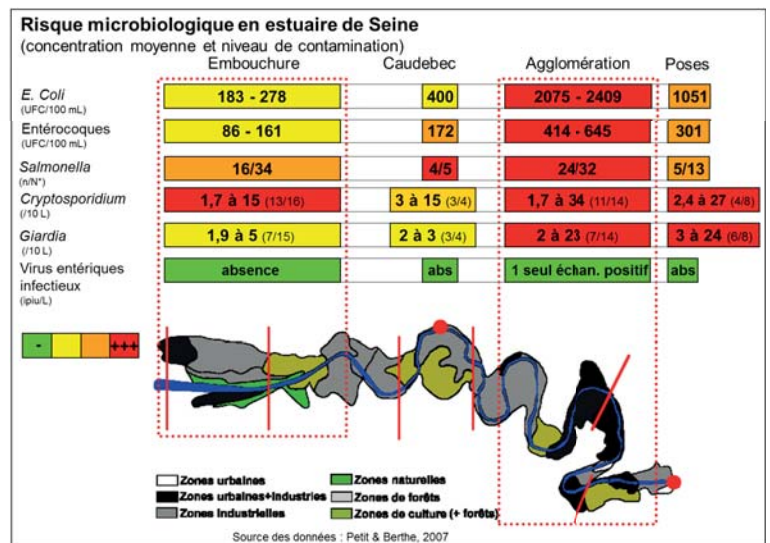 Risque microbiologique en estuaire de Seine
(concentration moyenne et niveau de contamination)
Embouchure Caudebec Agglomération Poses
E. Coli 183 - 278 400 2075 - 2409 1051
(UFC/100 mL)
Entérocoques 86 - 161 172 414 - 645 301
(UFC/100 mL)
Salmonella 16/34 4/5 24/32 5/13
(n/N*)
Cryptosporidium 1,7 à 15 (13/16) 3 à 15 (3/4) 1,7 à 34 (11/14) 2,4 à 27 (4/8)
(/10 L)
Giardia 1,9 à 5 (7/15) 2 à 3 (3/4) 2 à 23 (7/14) 3 à 24 (6/8)
(/10 L)
Virus entériques absence abs 1 seul échan. positif abs
infectieux
(ipiu/L)
- +++
Zones urbaines Zones naturelles
Zones urbaines+industries Zones de forêts
Zones industrielles Zones de culture (+ forêts)
Source des données : Petit & Berthe, 2007